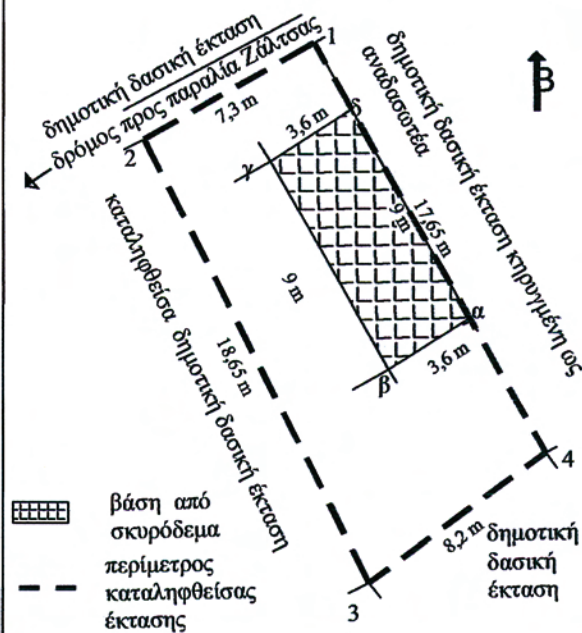 δημοτική δασική έκταση
δρόμος προς παραλία Ζάλτσας
1
7,3 m
2
δημοτική δασική έκταση κηρυγμένη ως
αναδασωτέα
Β
3,6 m
δ
γ
17,65 m
9 m
9 m
α
3,6 m
β
καταληφθείσα δημοτική δασική έκταση
18,65 m
4
8,2 m
δημοτική
δασική
έκταση
3
βάση από
σκυρόδεμα
περίμετρος
καταληφθείσας
έκτασης